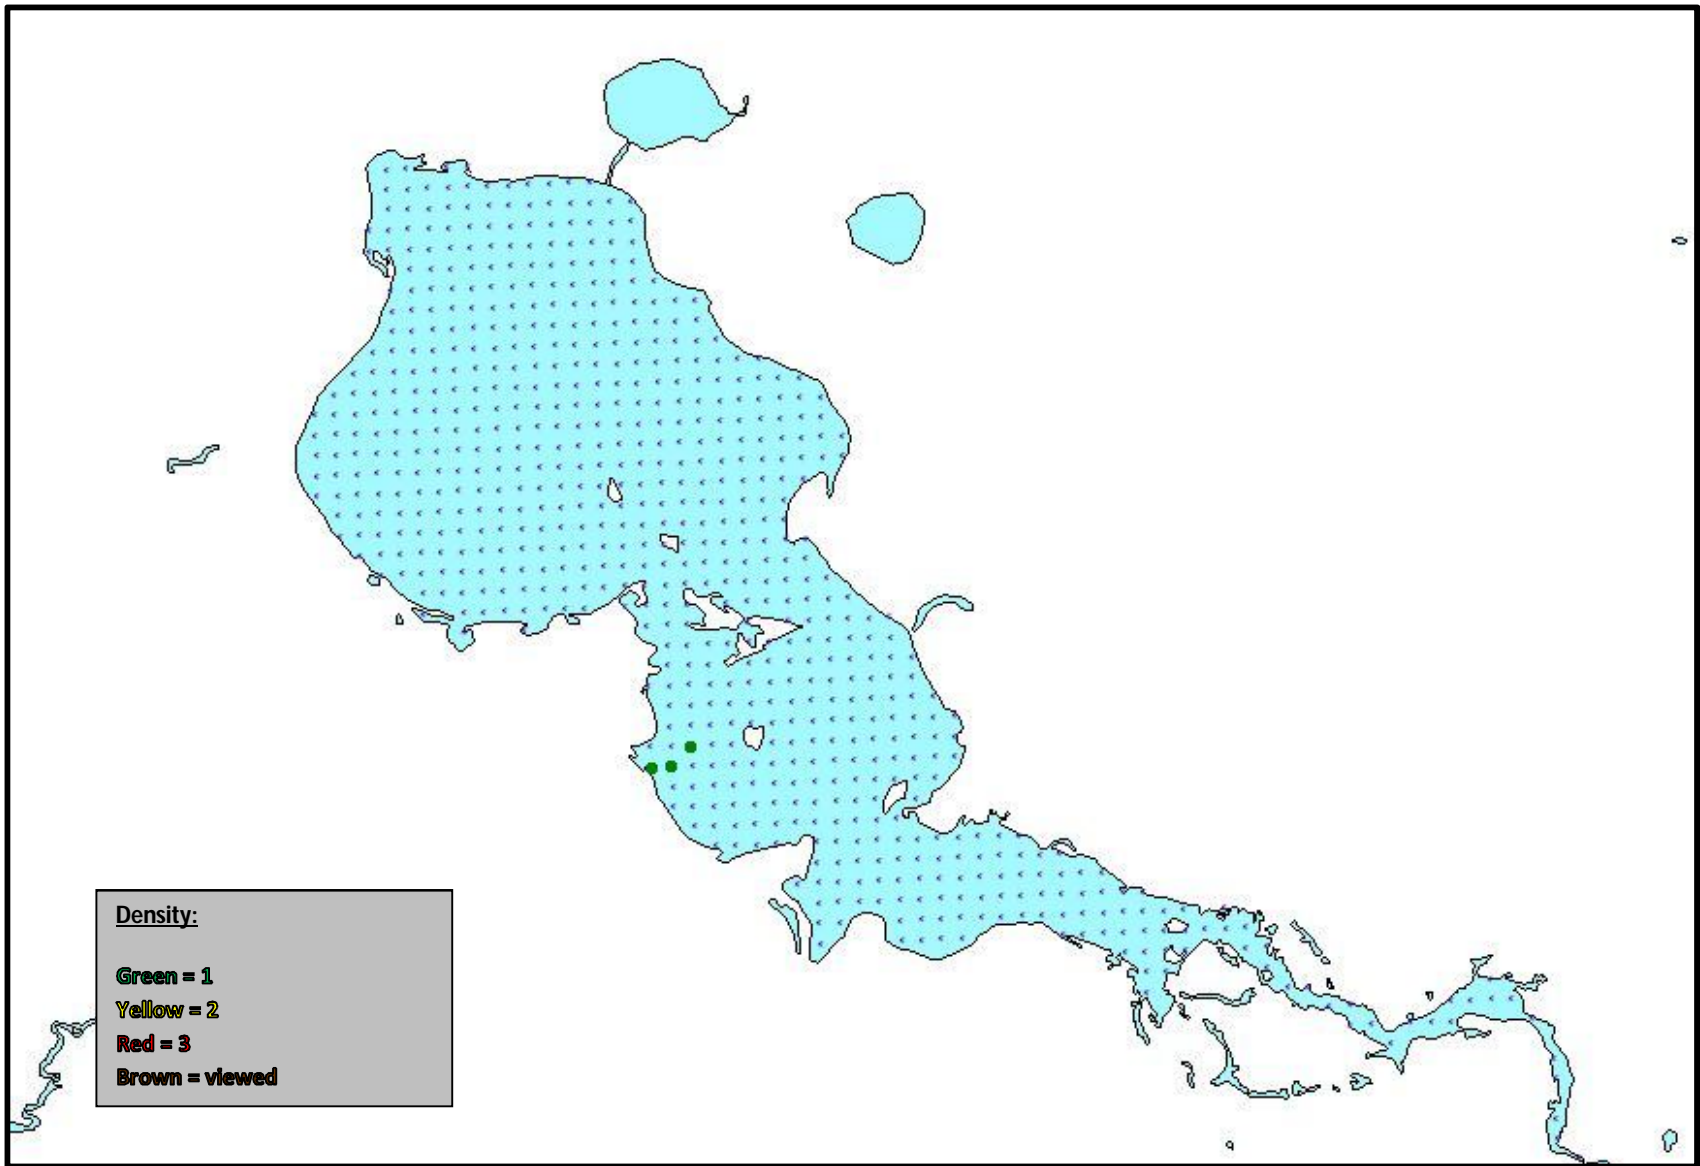 Density:
Green = 1
Yellow = 2
Red = 3
Brown = viewed